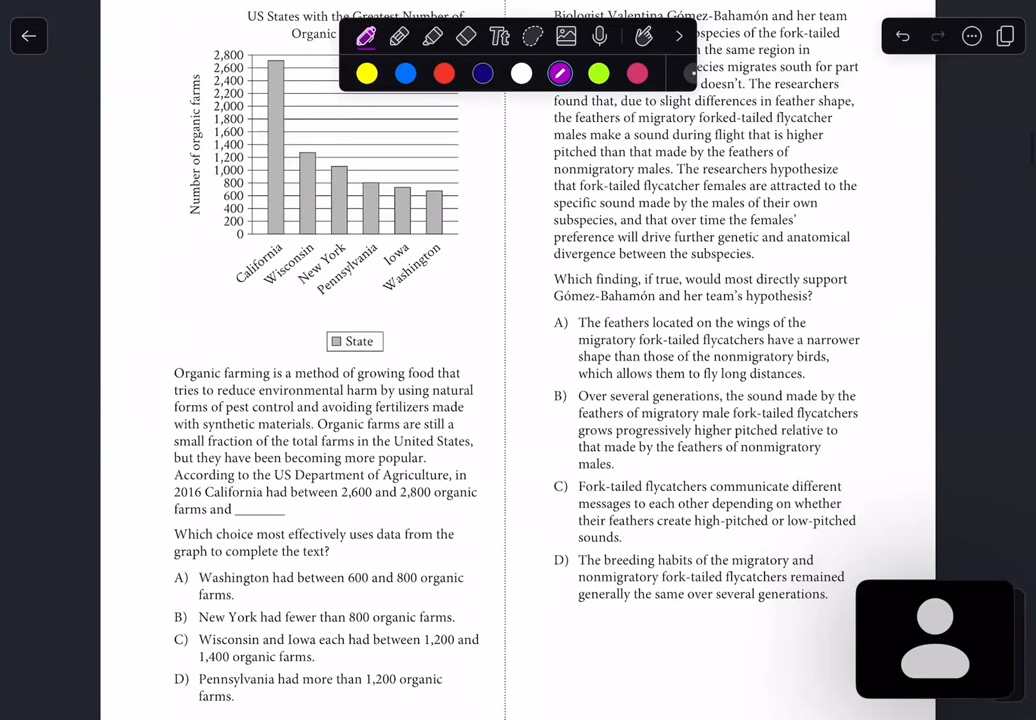 US States with the Greatest Number of
Organic
2,800
2,600
2,400
2,200
2,000
1,800
1,600
1,400
1,200
1,000
800
600
400
200
0
Number of organic farms
California
Wisconsin
New York
Pennsylvania
Iowa
Washington
State
Organic farming is a method of growing food that
tries to reduce environmental harm by using natural
forms of pest control and avoiding fertilizers made
with synthetic materials. Organic farms are still a
small fraction of the total farms in the United States,
but they have been becoming more popular.
According to the US Department of Agriculture, in
2016 California had between 2,600 and 2,800 organic
farms and _______
Which choice most effectively uses data from the
graph to complete the text?
A) Washington had between 600 and 800 organic
farms.
B) New York had fewer than 800 organic farms.
C) Wisconsin and Iowa each had between 1,200 and
1,400 organic farms.
D) Pennsylvania had more than 1,200 organic
farms.
Biologist Valentina Gómez-Bahamón and her team
bspecies of the fork-tailed
n the same region in
ecies migrates south for part
doesn't. The researchers
found that, due to slight differences in feather shape,
the feathers of migratory forked-tailed flycatcher
males make a sound during flight that is higher
pitched than that made by the feathers of
nonmigratory males. The researchers hypothesize
that fork-tailed flycatcher females are attracted to the
specific sound made by the males of their own
subspecies, and that over time the females'
preference will drive further genetic and anatomical
divergence between the subspecies.
Which finding, if true, would most directly support
Gómez-Bahamón and her team's hypothesis?
A) The feathers located on the wings of the
migratory fork-tailed flycatchers have a narrower
shape than those of the nonmigratory birds,
which allows them to fly long distances.
B) Over several generations, the sound made by the
feathers of migratory male fork-tailed flycatchers
grows progressively higher pitched relative to
that made by the feathers of nonmigratory
males.
C) Fork-tailed flycatchers communicate different
messages to each other depending on whether
their feathers create high-pitched or low-pitched
sounds.
D) The breeding habits of the migratory and
nonmigratory fork-tailed flycatchers remained
generally the same over several generations.
Tt